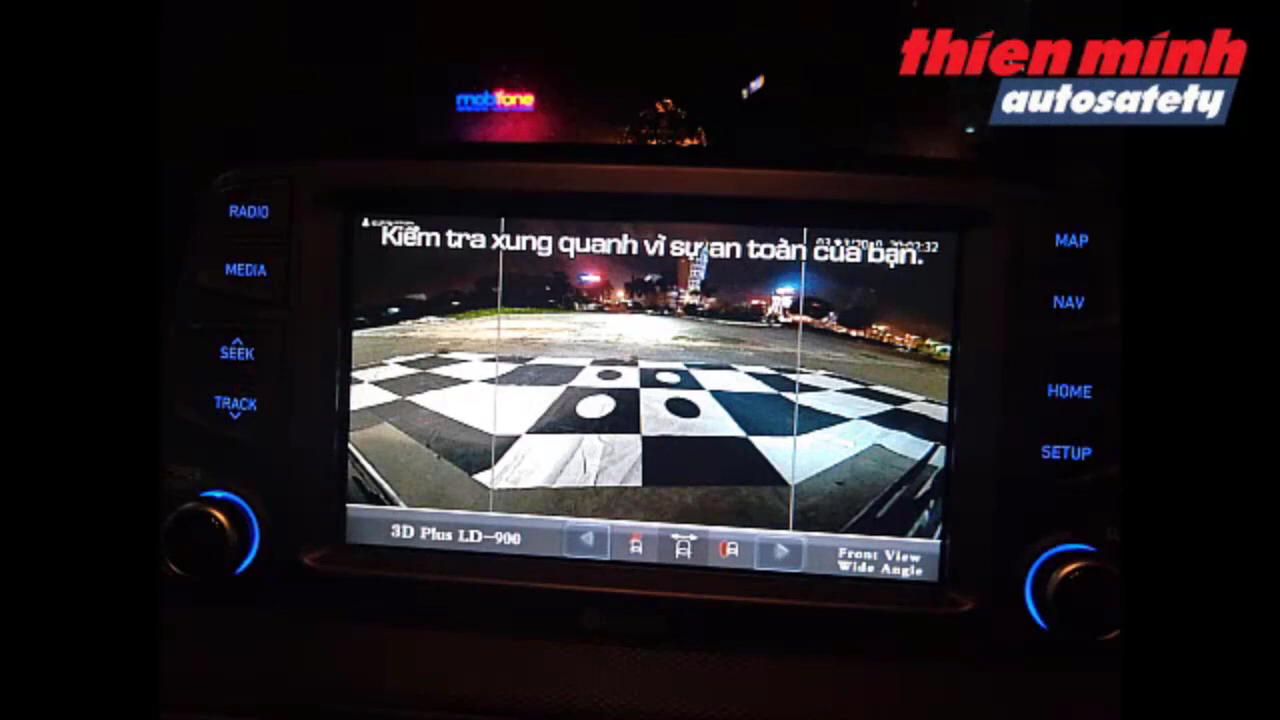 thien minh
autosafety
mobifone
RADIO
MEDIA
SEEK
TRACK
MAP
NAV
HOME
SETUP
Kiểm tra xung quanh vì sự an toàn của bạn.
3D Plus LD-900
Front View
Wide Angle